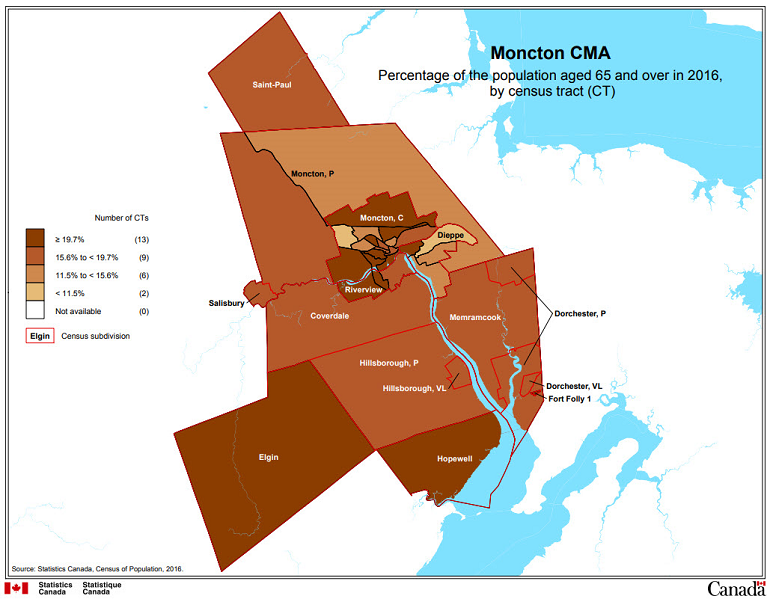 Moncton CMA
Percentage of the population aged 65 and over in 2016,
by census tract (CT)
Saint-Paul
Moncton, P
Number of CTs
≥ 19.7% (13)
15.6% to < 19.7% (9)
11.5% to < 15.6% (6)
< 11.5% (2)
Not available (0)
Elgin Census subdivision
Moncton, C
Dieppe
Riverview
Salisbury
Coverdale
Memramcook
Dorchester, P
Hillsborough, P
Hillsborough, VL
Dorchester, VL
Fort Folly 1
Elgin
Hopewell
Source: Statistics Canada, Census of Population, 2016.
Statistics Statistique
Canada Canada
Canada